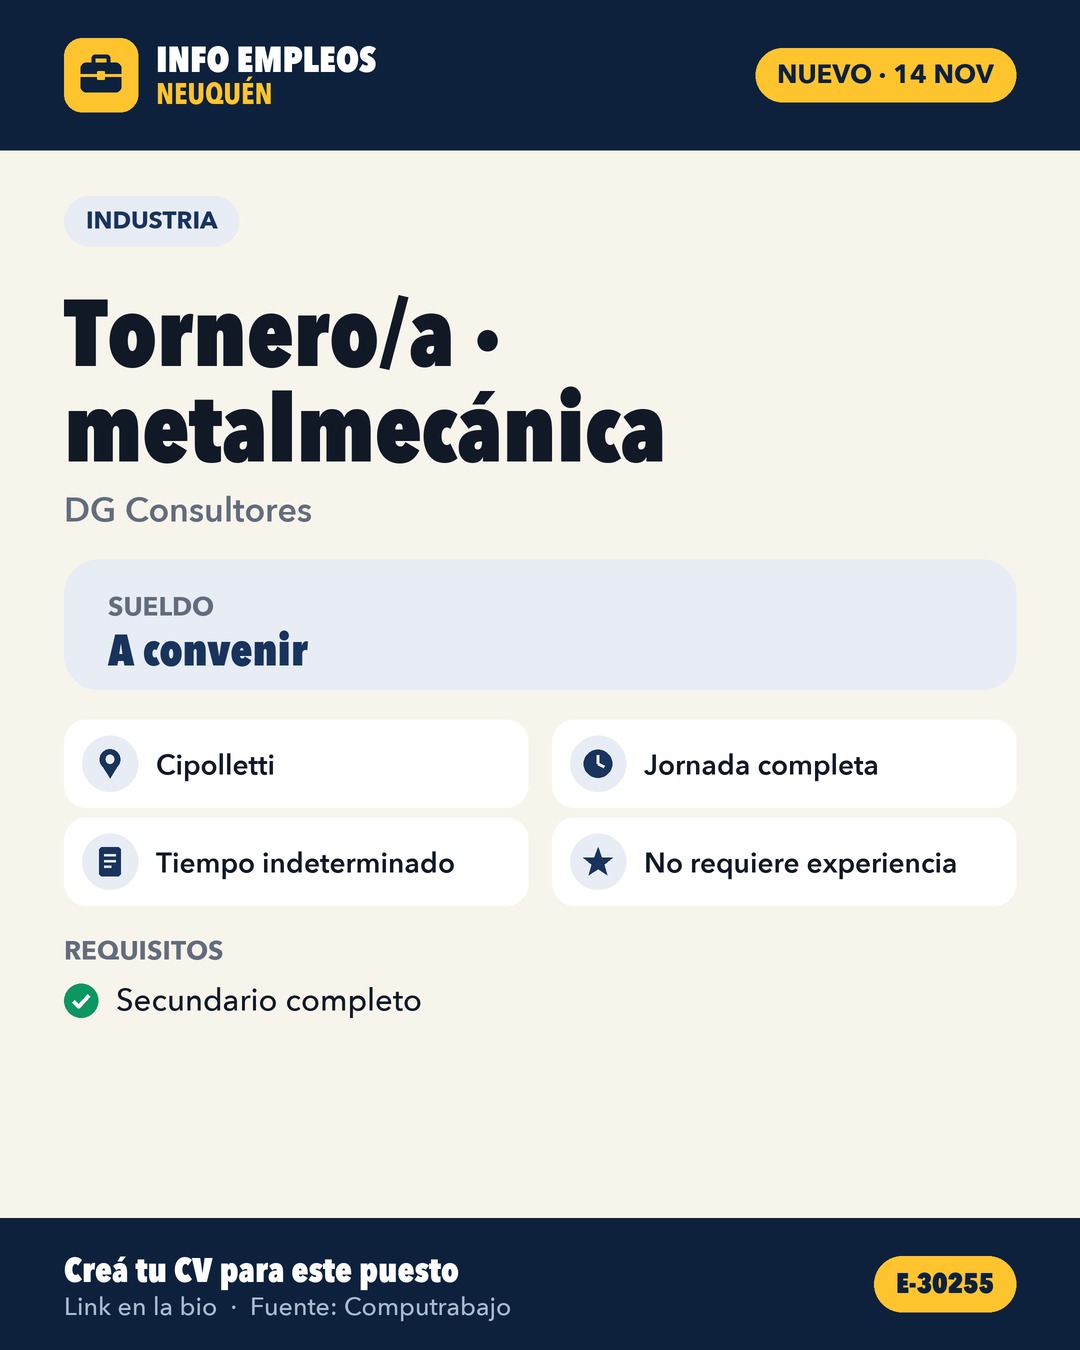 INFO EMPLEOS
NEUQUÉN
NUEVO · 14 NOV
INDUSTRIA
Tornero/a ·
metalmecánica
DG Consultores
SUELDO
A convenir
Cipolletti
Jornada completa
Tiempo indeterminado
No requiere experiencia
REQUISITOS
Secundario completo
Creá tu CV para este puesto
Link en la bio · Fuente: Computrabajo
E-30255